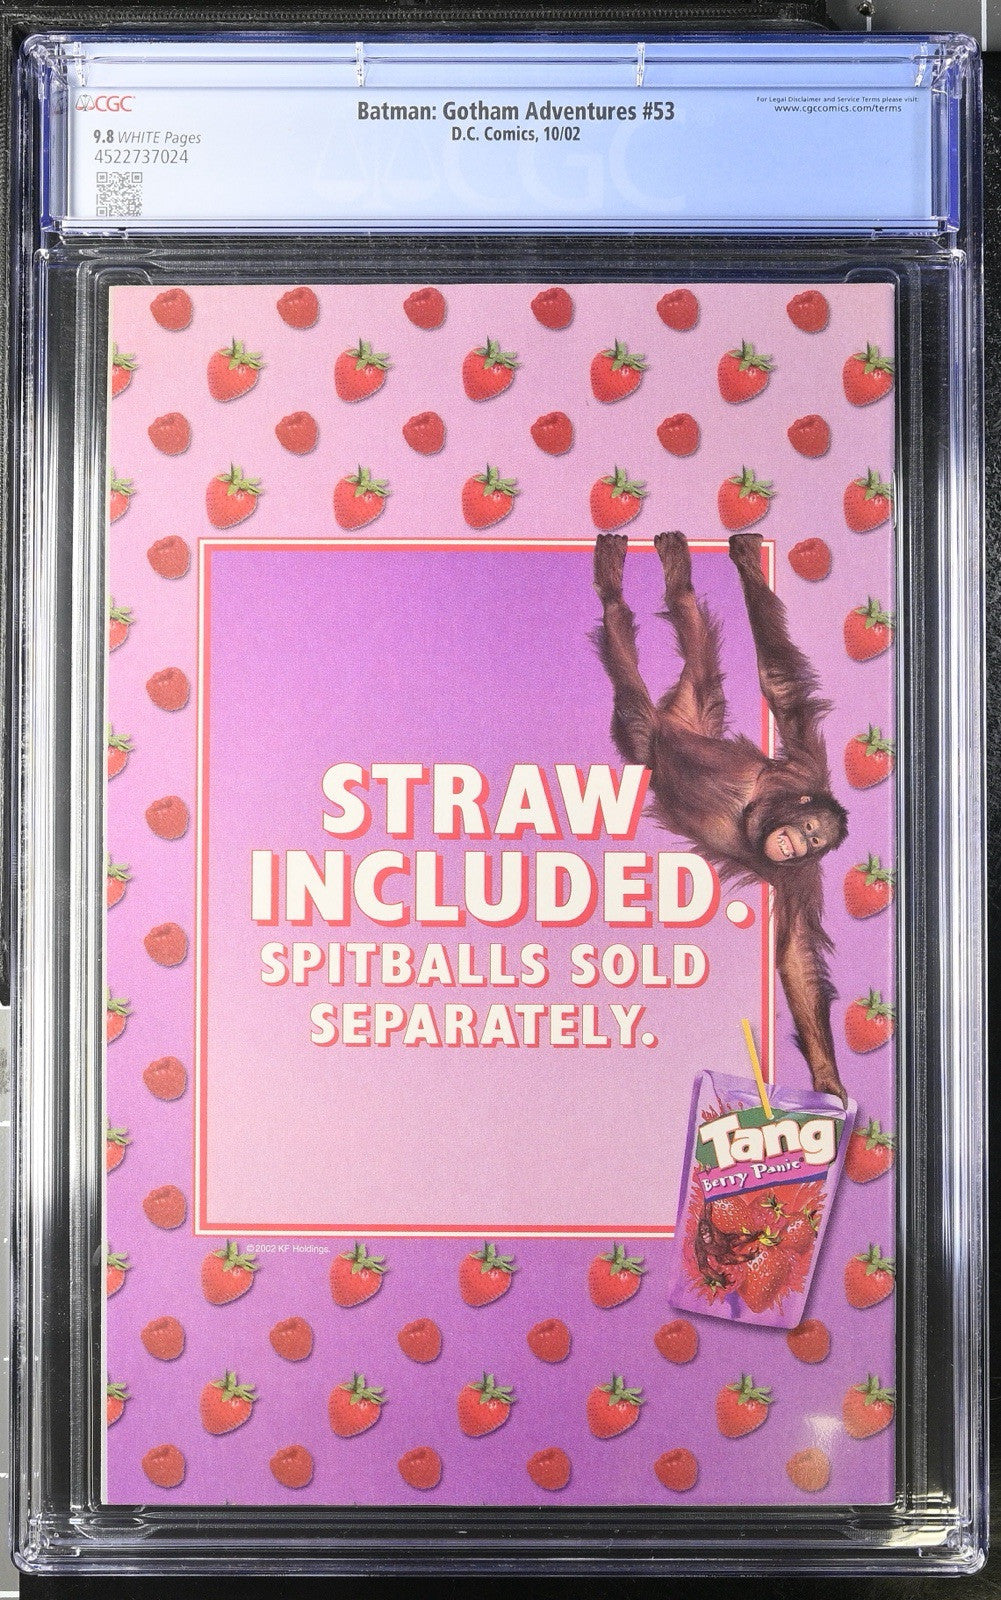 CGC
Batman: Gotham Adventures #53
D.C. Comics, 10/02
For Legal Disclaimer and Service Terms please visit:
www.cgccomics.com/terms
9.8 WHITE Pages
4522737024
CGC
STRAW
INCLUDED.
SPITBALLS SOLD
SEPARATELY.
Tang
Berry Panic
©2002 KF Holdings.